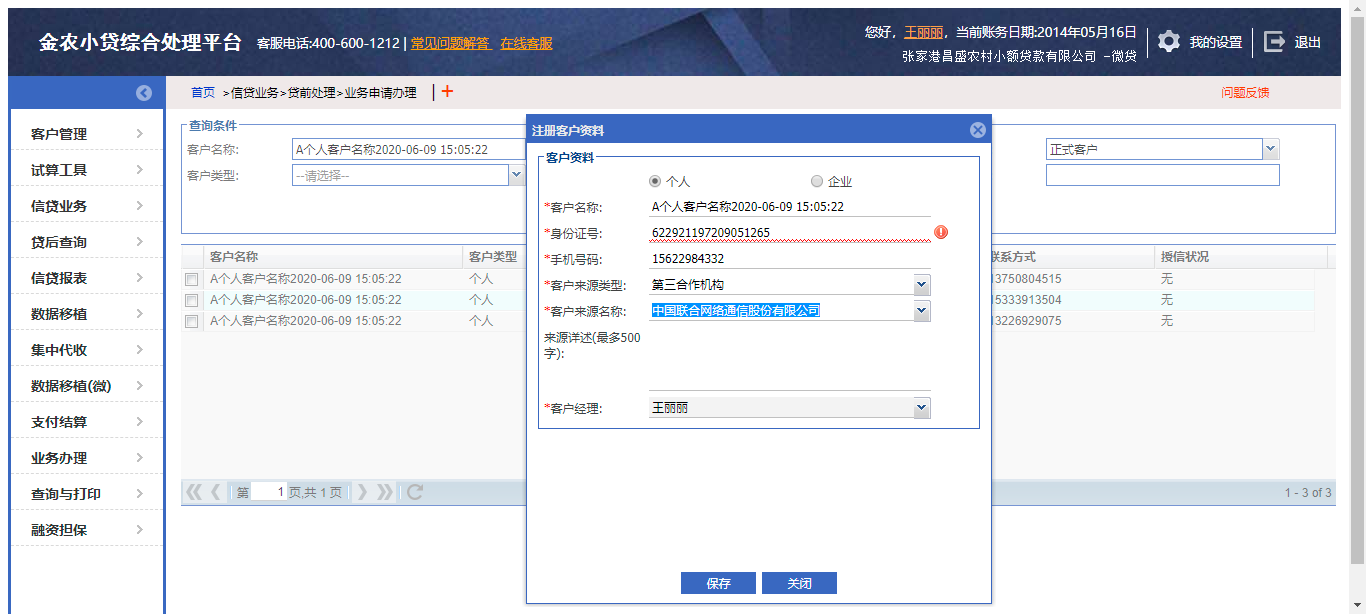 金农小贷综合处理平台 客服电话:400-600-1212 | 常见问题解答 在线客服
您好，王丽丽，当前账务日期:2014年05月16日
张家港昌盛农村小额贷款有限公司 -微贷
我的设置
退出
首页 >信贷业务>贷前处理>业务申请办理 | +
问题反馈
客户管理
试算工具
信贷业务
贷后查询
信贷报表
数据移植
集中代收
数据移植(微)
支付结算
业务办理
查询与打印
融资担保
查询条件
客户名称: A个人客户名称2020-06-09 15:05:22
正式客户
客户类型: --请选择--
客户名称 客户类型 联系方式 授信状况
A个人客户名称2020-06-09 15:05:22 个人 13750804515 无
A个人客户名称2020-06-09 15:05:22 个人 15333913504 无
A个人客户名称2020-06-09 15:05:22 个人 13226929075 无
第 1 页,共 1 页
1 - 3 of 3
注册客户资料
客户资料
个人 企业
*客户名称: A个人客户名称2020-06-09 15:05:22
*身份证号: 622921197209051265
*手机号码: 15622984332
*客户来源类型: 第三合作机构
*客户来源名称: 中国联合网络通信股份有限公司
来源详述(最多500
字):
*客户经理: 王丽丽
保存 关闭